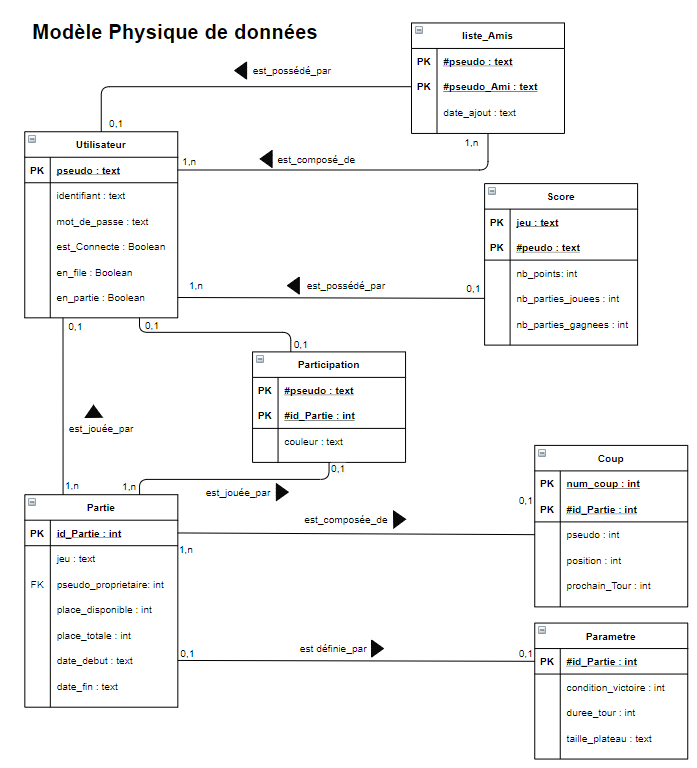 Modèle Physique de données
liste_Amis
PK #pseudo : text
PK #pseudo_Ami : text
date_ajout : text
est_possédé_par
0,1
1,n
est_composé_de
1,n
Utilisateur
PK pseudo : text
identifiant : text
mot_de_passe : text
est_Connecte : Boolean
en_file : Boolean
en_partie : Boolean
Score
PK jeu : text
PK #peudo : text
nb_points: int
nb_parties_jouees : int
nb_parties_gagnees : int
1,n
est_possédé_par
0,1
0,1
0,1
0,1
Participation
PK #pseudo : text
PK #id_Partie : int
couleur : text
est_jouée_par
1,n
1,n
est_jouée_par
0,1
Partie
PK id_Partie : int
jeu : text
FK pseudo_proprietaire: int
place_disponible : int
place_totale : int
date_debut : text
date_fin : text
1,n
est_composée_de
0,1
Coup
PK num_coup : int
PK #id_Partie : int
pseudo : int
position : int
prochain_Tour : int
0,1
est définie_par
0,1
Parametre
PK #id_Partie : int
condition_victoire : int
duree_tour : int
taille_plateau : text